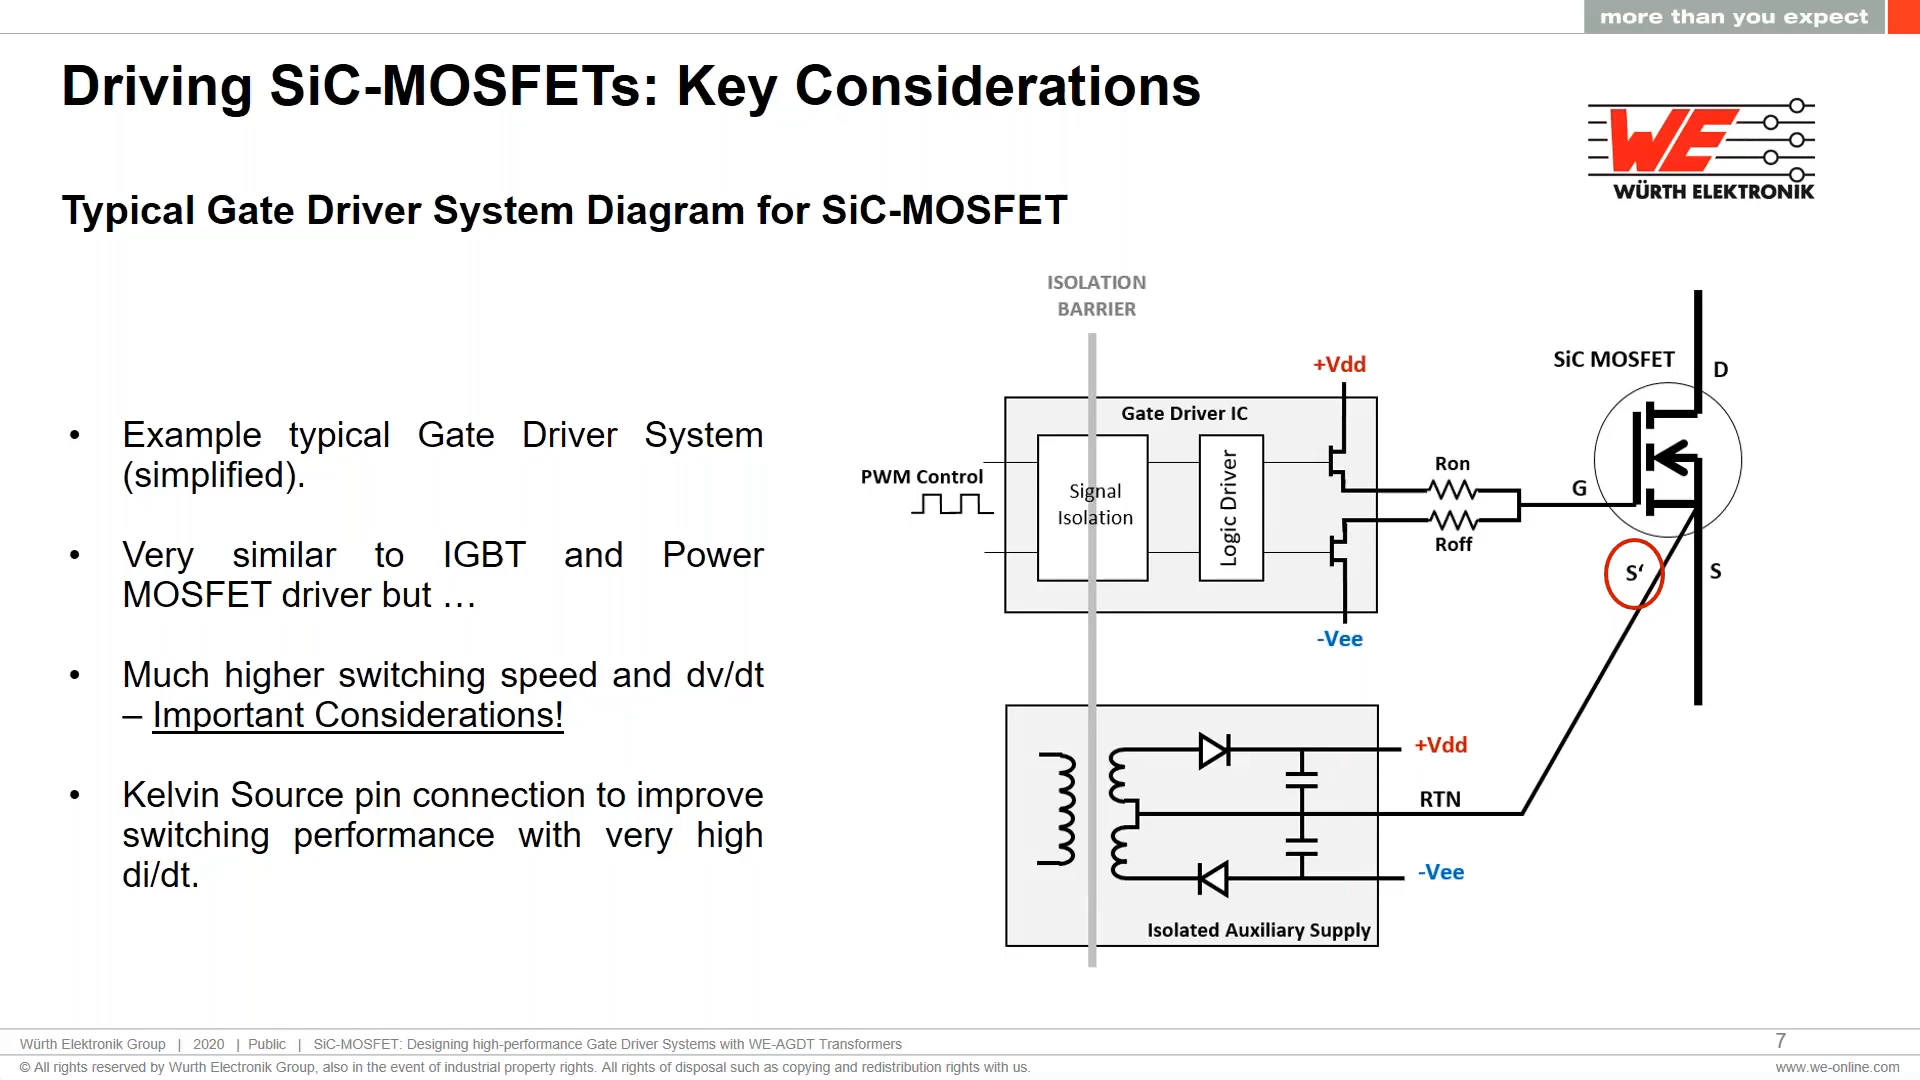 more than you expect
Driving SiC-MOSFETs: Key Considerations
WE
WÜRTH ELEKTRONIK
Typical Gate Driver System Diagram for SiC-MOSFET
• Example typical Gate Driver System
(simplified).
• Very similar to IGBT and Power
MOSFET driver but …
• Much higher switching speed and dv/dt
– Important Considerations!
• Kelvin Source pin connection to improve
switching performance with very high
di/dt.
ISOLATION
BARRIER
+Vdd
SiC MOSFET
D
Gate Driver IC
PWM Control
Signal
Isolation
Logic Driver
Ron
G
Roff
S‘
S
-Vee
+Vdd
RTN
-Vee
Isolated Auxiliary Supply
Würth Elektronik Group | 2020 | Public | SiC-MOSFET: Designing high-performance Gate Driver Systems with WE-AGDT Transformers
7
© All rights reserved by Wurth Electronik Group, also in the event of industrial property rights. All rights of disposal such as copying and redistribution rights with us.
www.we-online.com